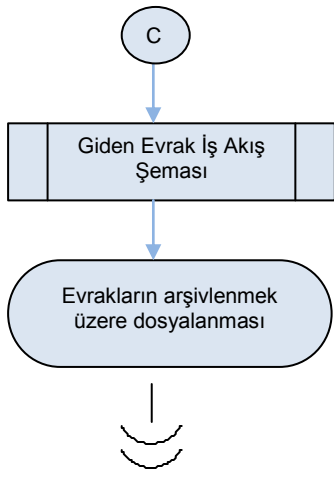 C
Giden Evrak İş Akış
Şeması
Evrakların arşivlenmek
üzere dosyalanması